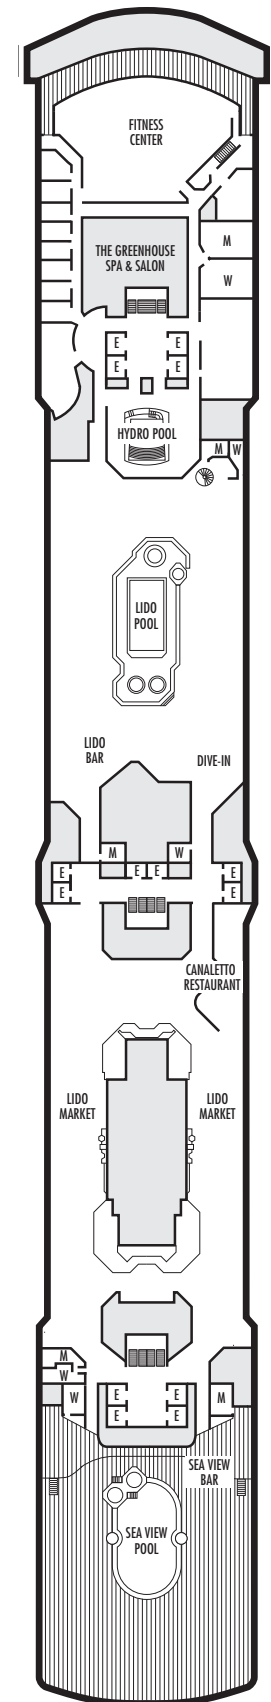 FITNESS
CENTER
M
THE GREENHOUSE
SPA & SALON
W
E E
E E
HYDRO POOL
M W
LIDO
POOL
LIDO
BAR
DIVE-IN
M W
E E E E
E E
CANALETTO
RESTAURANT
LIDO
MARKET
LIDO
MARKET
M
W
W E E M
E E
SEA VIEW
BAR
SEA VIEW
POOL